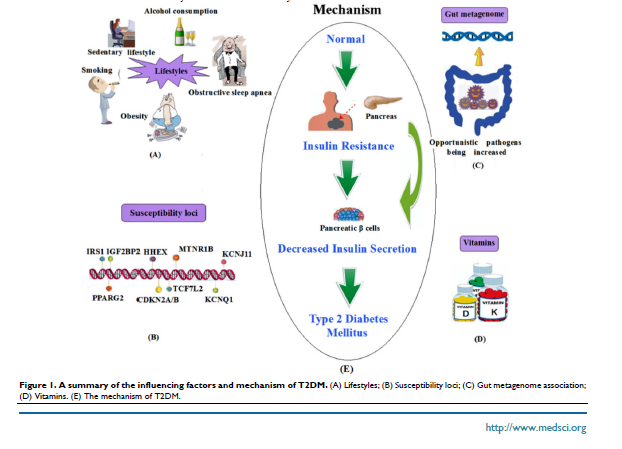 Alcohol consumption
Sedentary lifestyle
Smoking
Lifestyles
Obstructive sleep apnea
Obesity
(A)
Susceptibility loci
IRS1 IGF2BP2 HHEX MTNR1B KCNJ11
PPARG2 CDKN2A/B TCF7L2 KCNQ1
(B)
Mechanism
Normal
Pancreas
Insulin Resistance
Pancreatic β cells
Decreased Insulin Secretion
Type 2 Diabetes
Mellitus
(E)
Gut metagenome
Opportunistic pathogens
being increased
(C)
Vitamins
VITAMIN
D
VITAMIN
K
(D)
Figure 1. A summary of the influencing factors and mechanism of T2DM. (A) Lifestyles; (B) Susceptibility loci; (C) Gut metagenome association;
(D) Vitamins. (E) The mechanism of T2DM.
http://www.medsci.org